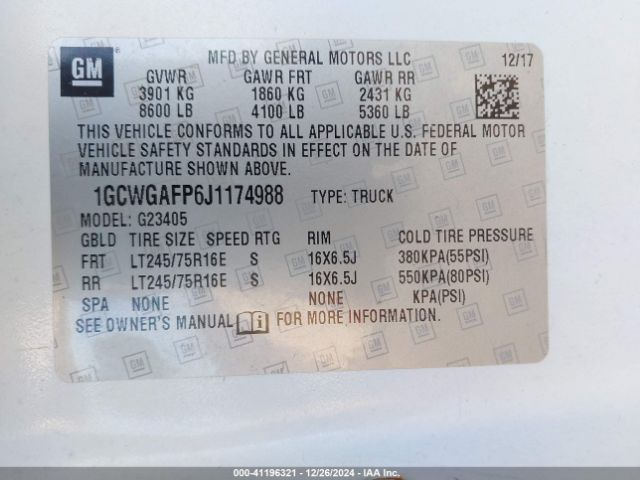 GM
®
MFD BY GENERAL MOTORS LLC 12/17
GVWR GAWR FRT GAWR RR
3901 KG 1860 KG 2431 KG
8600 LB 4100 LB 5360 LB
THIS VEHICLE CONFORMS TO ALL APPLICABLE U.S. FEDERAL MOTOR
VEHICLE SAFETY STANDARDS IN EFFECT ON THE DATE OF
MANUFACTURE SHOWN ABOVE.
1GCWGAFP6J1174988 TYPE: TRUCK
MODEL: G23405
GBLD TIRE SIZE SPEED RTG RIM COLD TIRE PRESSURE
FRT LT245/75R16E S 16X6.5J 380KPA(55PSI)
RR LT245/75R16E S 16X6.5J 550KPA(80PSI)
SPA NONE NONE KPA(PSI)
SEE OWNER'S MANUAL FOR MORE INFORMATION.
000-41196321 - 12/26/2024 - IAA Inc.